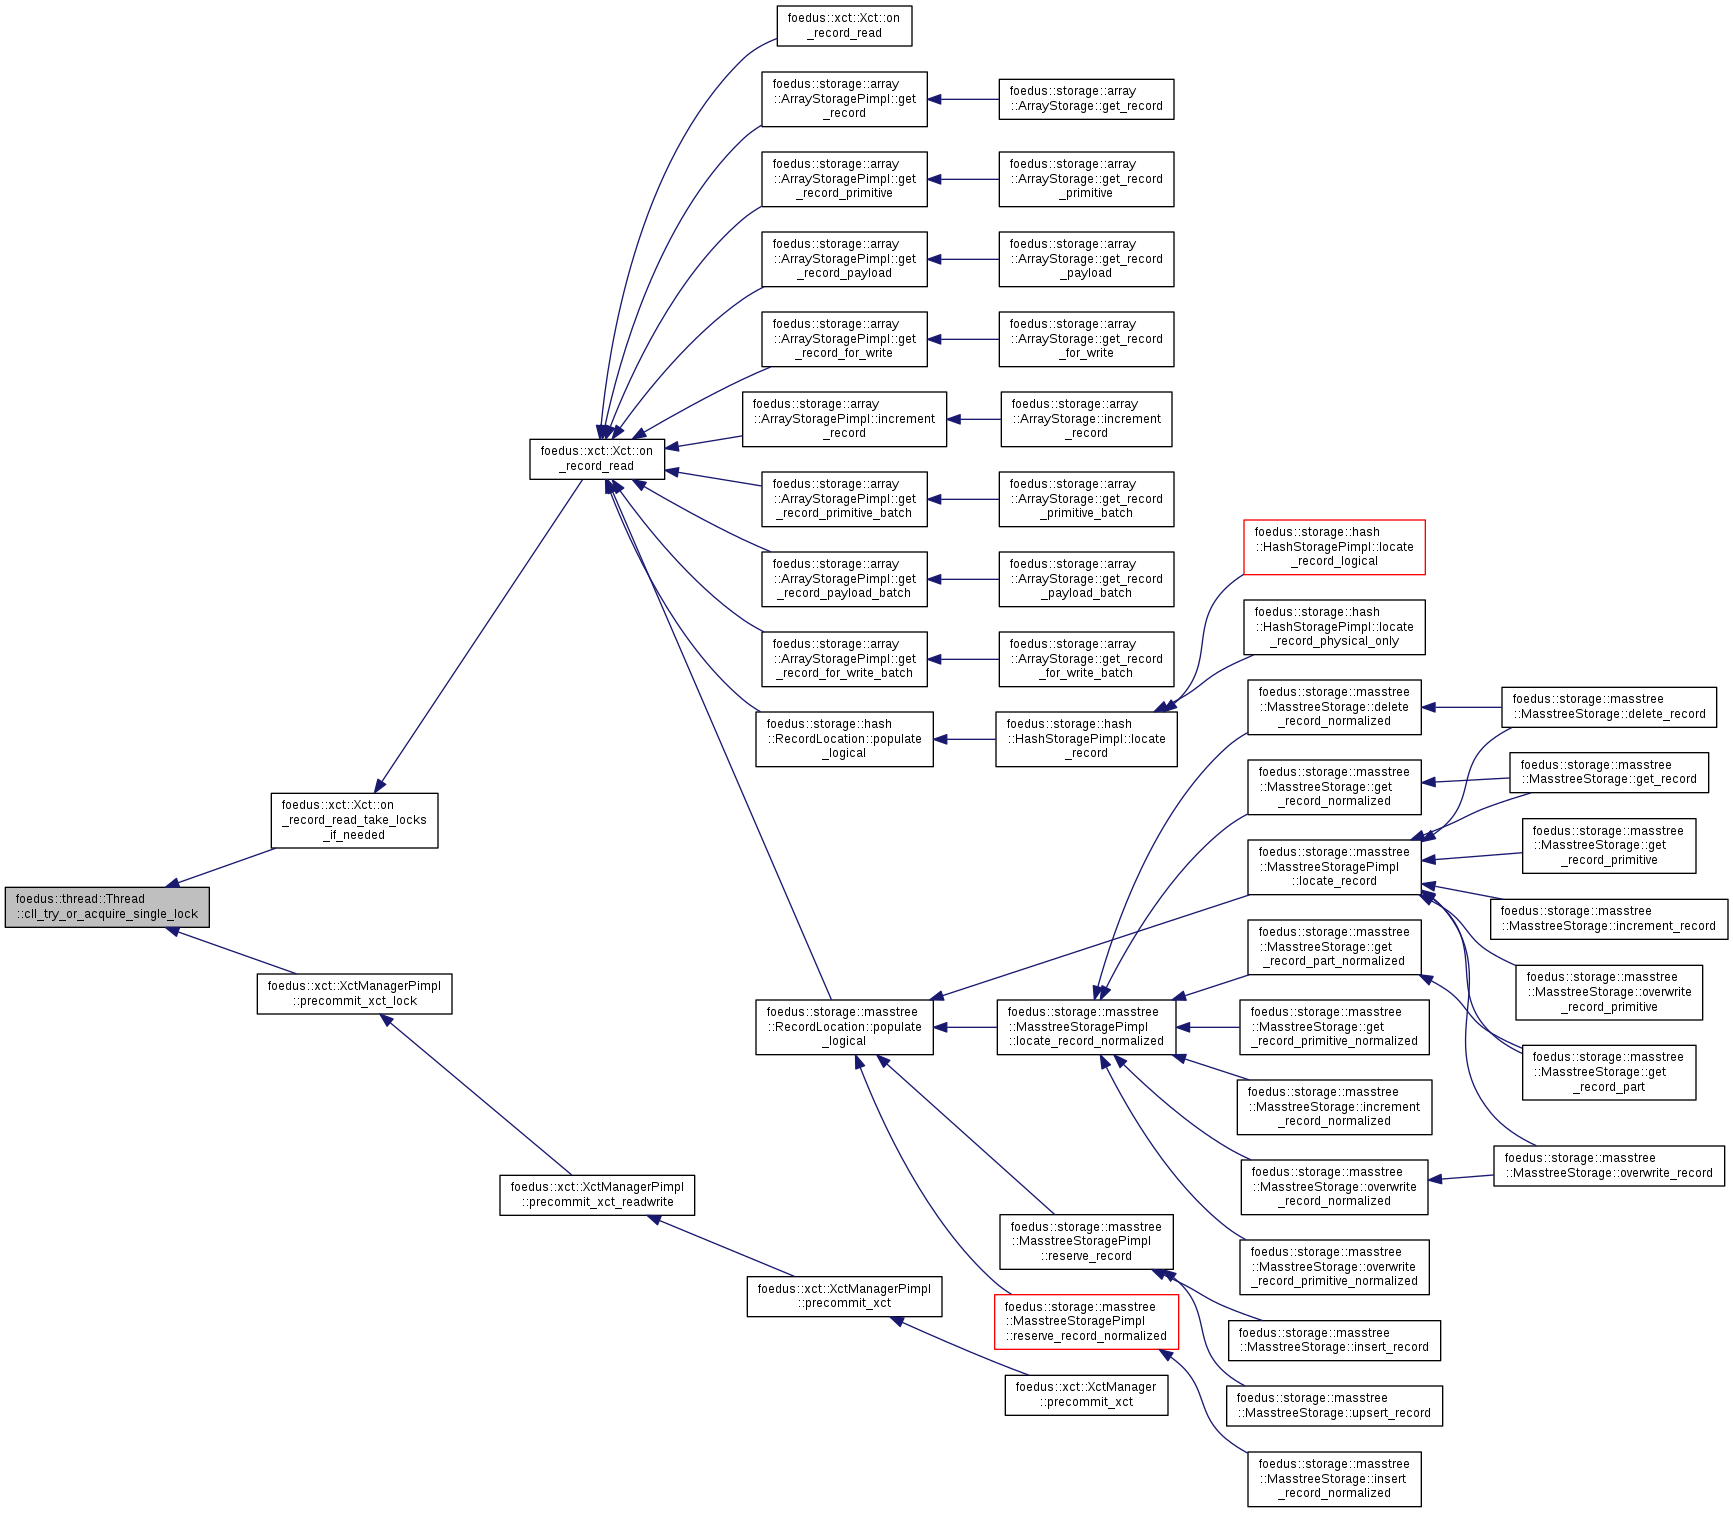 foedus::thread::Thread
::cll_try_or_acquire_single_lock
foedus::xct::Xct::on
_record_read_take_locks
_if_needed
foedus::xct::XctManagerPimpl
::precommit_xct_lock
foedus::xct::Xct::on
_record_read
foedus::xct::XctManagerPimpl
::precommit_xct_readwrite
foedus::xct::Xct::on
_record_read
foedus::storage::array
::ArrayStoragePimpl::get
_record
foedus::storage::array
::ArrayStoragePimpl::get
_record_primitive
foedus::storage::array
::ArrayStoragePimpl::get
_record_payload
foedus::storage::array
::ArrayStoragePimpl::get
_record_for_write
foedus::storage::array
::ArrayStoragePimpl::increment
_record
foedus::storage::array
::ArrayStoragePimpl::get
_record_primitive_batch
foedus::storage::array
::ArrayStoragePimpl::get
_record_payload_batch
foedus::storage::array
::ArrayStoragePimpl::get
_record_for_write_batch
foedus::storage::hash
::RecordLocation::populate
_logical
foedus::storage::masstree
::RecordLocation::populate
_logical
foedus::xct::XctManagerPimpl
::precommit_xct
foedus::storage::array
::ArrayStorage::get_record
foedus::storage::array
::ArrayStorage::get_record
_primitive
foedus::storage::array
::ArrayStorage::get_record
_payload
foedus::storage::array
::ArrayStorage::get_record
_for_write
foedus::storage::array
::ArrayStorage::increment
_record
foedus::storage::array
::ArrayStorage::get_record
_primitive_batch
foedus::storage::array
::ArrayStorage::get_record
_payload_batch
foedus::storage::array
::ArrayStorage::get_record
_for_write_batch
foedus::storage::hash
::HashStoragePimpl::locate
_record
foedus::storage::masstree
::MasstreeStoragePimpl
::locate_record_normalized
foedus::storage::masstree
::MasstreeStoragePimpl
::reserve_record
foedus::storage::masstree
::MasstreeStoragePimpl
::reserve_record_normalized
foedus::xct::XctManager
::precommit_xct
foedus::storage::hash
::HashStoragePimpl::locate
_record_logical
foedus::storage::hash
::HashStoragePimpl::locate
_record_physical_only
foedus::storage::masstree
::MasstreeStorage::delete
_record_normalized
foedus::storage::masstree
::MasstreeStorage::get
_record_normalized
foedus::storage::masstree
::MasstreeStoragePimpl
::locate_record
foedus::storage::masstree
::MasstreeStorage::get
_record_part_normalized
foedus::storage::masstree
::MasstreeStorage::get
_record_primitive_normalized
foedus::storage::masstree
::MasstreeStorage::increment
_record_normalized
foedus::storage::masstree
::MasstreeStorage::overwrite
_record_normalized
foedus::storage::masstree
::MasstreeStorage::overwrite
_record_primitive_normalized
foedus::storage::masstree
::MasstreeStorage::insert_record
foedus::storage::masstree
::MasstreeStorage::upsert_record
foedus::storage::masstree
::MasstreeStorage::insert
_record_normalized
foedus::storage::masstree
::MasstreeStorage::delete_record
foedus::storage::masstree
::MasstreeStorage::get_record
foedus::storage::masstree
::MasstreeStorage::get
_record_primitive
foedus::storage::masstree
::MasstreeStorage::increment_record
foedus::storage::masstree
::MasstreeStorage::overwrite
_record_primitive
foedus::storage::masstree
::MasstreeStorage::get
_record_part
foedus::storage::masstree
::MasstreeStorage::overwrite_record